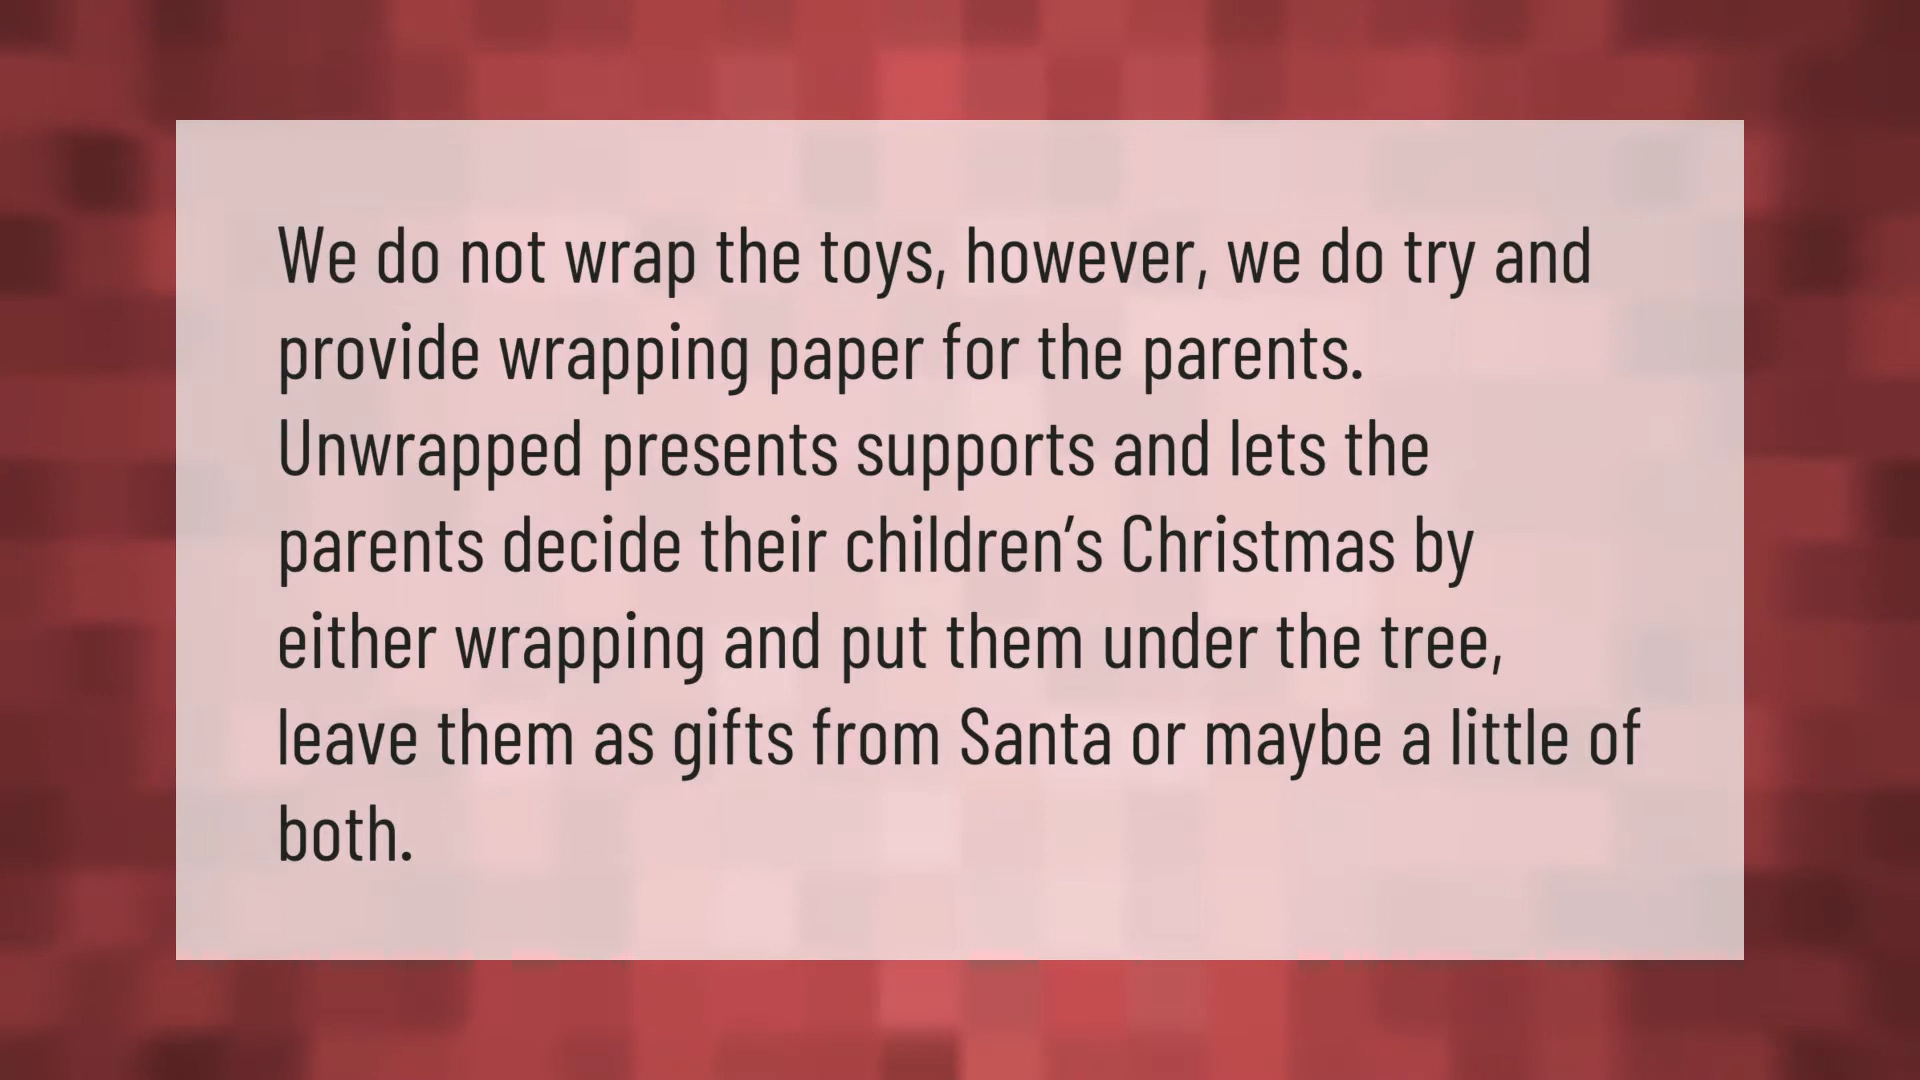 We do not wrap the toys, however, we do try and
provide wrapping paper for the parents.
Unwrapped presents supports and lets the
parents decide their children’s Christmas by
either wrapping and put them under the tree,
leave them as gifts from Santa or maybe a little of
both.